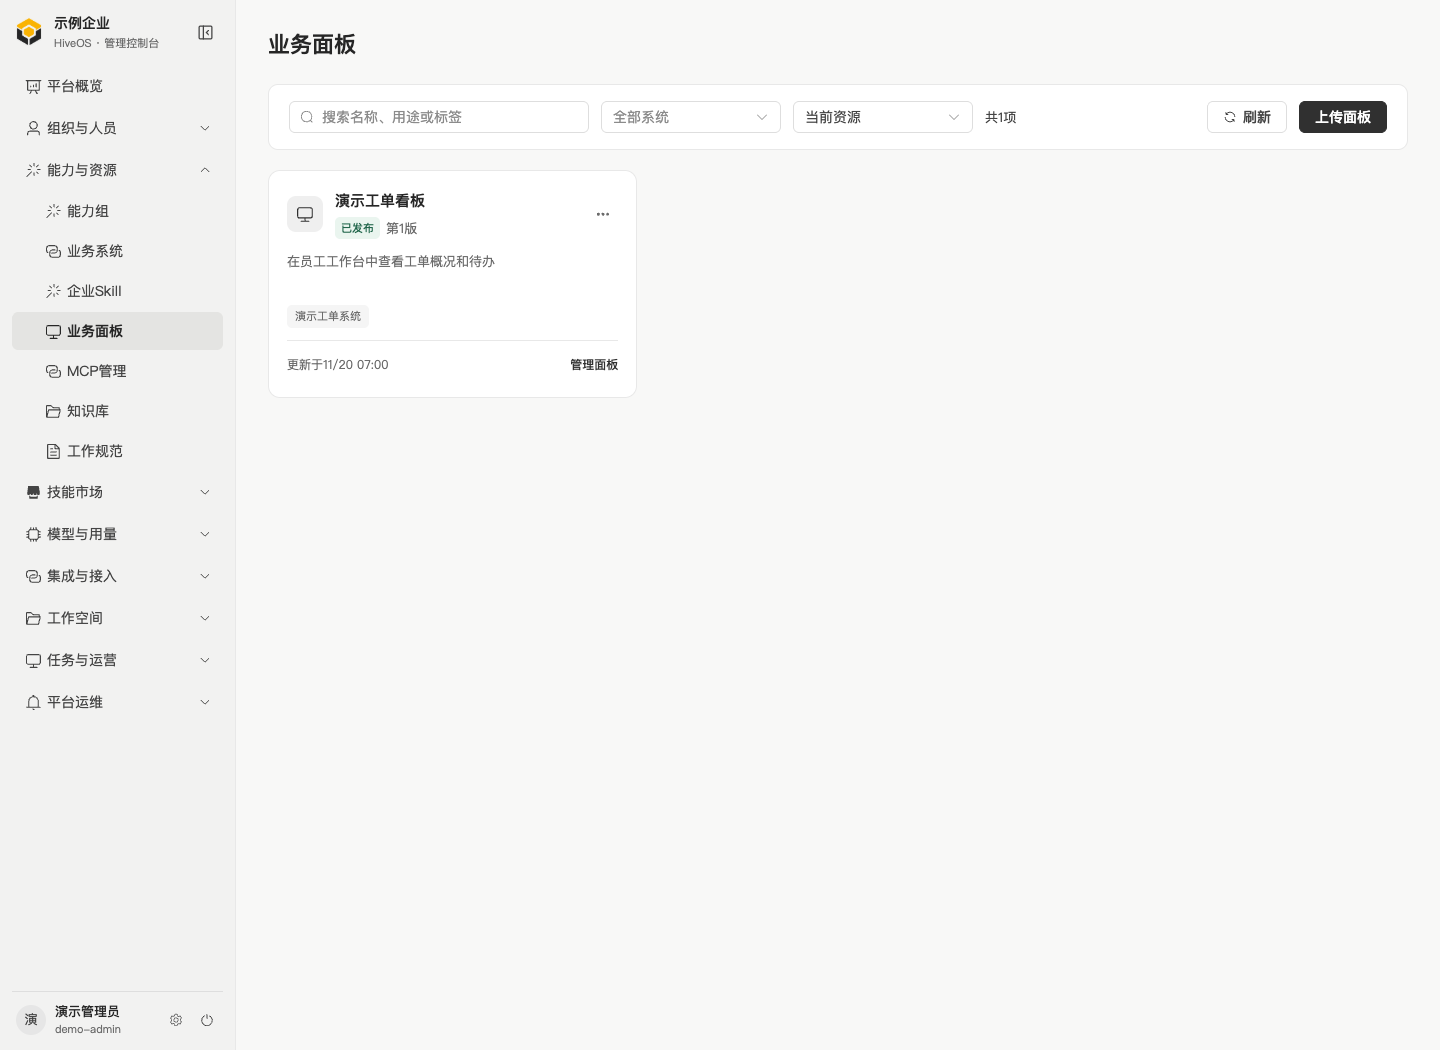 示例企业
HiveOS · 管理控制台
平台概览
组织与人员
能力与资源
能力组
业务系统
企业Skill
业务面板
MCP管理
知识库
工作规范
技能市场
模型与用量
集成与接入
工作空间
任务与运营
平台运维
演
演示管理员
demo-admin
业务面板
搜索名称、用途或标签
全部系统
当前资源
共1项
刷新
上传面板
演示工单看板
已发布 第1版
在员工工作台中查看工单概况和待办
演示工单系统
更新于11/20 07:00
管理面板